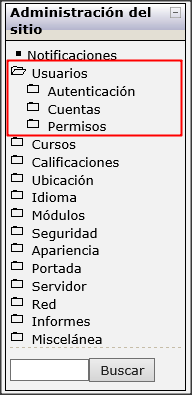 Administración del
sitio
Notificaciones
Usuarios
Autenticación
Cuentas
Permisos
Cursos
Calificaciones
Ubicación
Idioma
Módulos
Seguridad
Apariencia
Portada
Servidor
Red
Informes
Miscelánea
Buscar